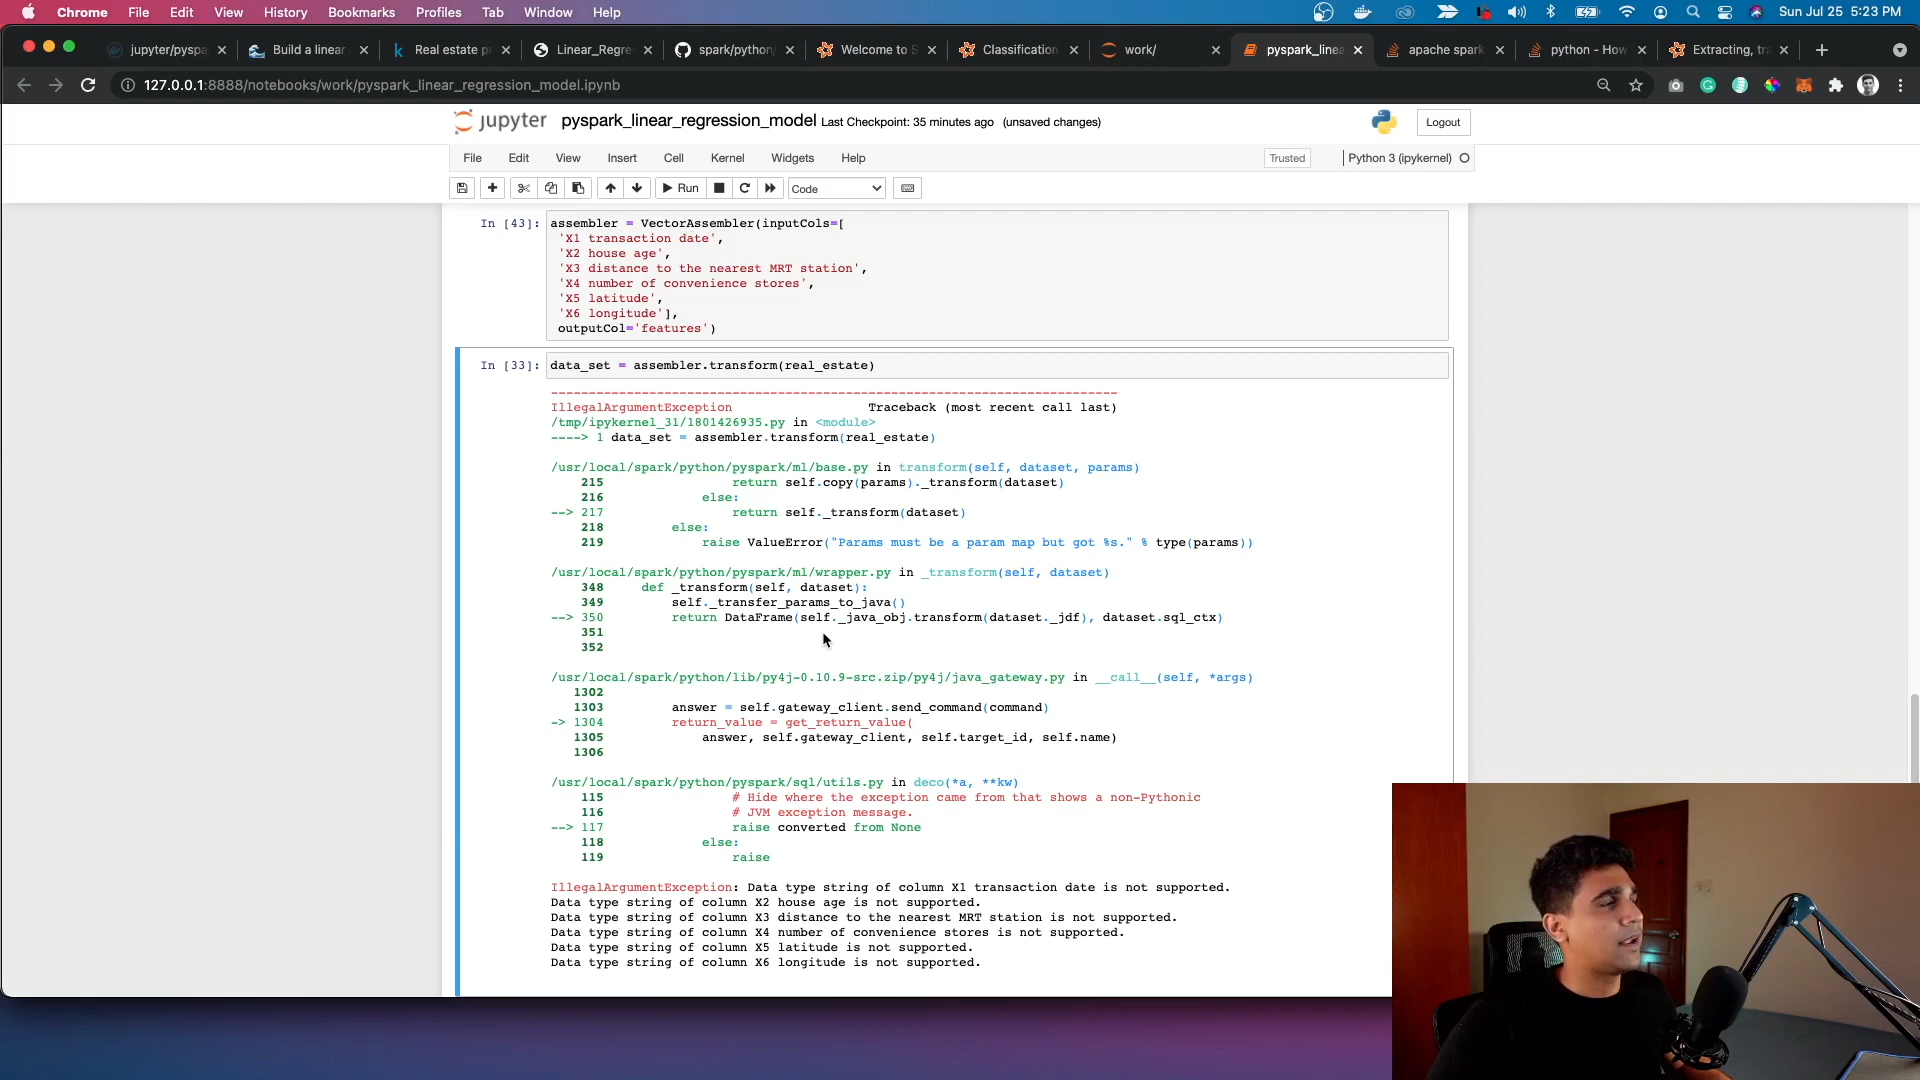 Chrome File Edit View History Bookmarks Profiles Tab Window Help
Sun Jul 25 5:23 PM
jupyter/pyspa
Build a linear
Real estate p
Linear_Regre
spark/python
Welcome to S
Classification
work/
pyspark_linea
apache spark
python - How
Extracting, tra
127.0.0.1:8888/notebooks/work/pyspark_linear_regression_model.ipynb
jupyter pyspark_linear_regression_model Last Checkpoint: 35 minutes ago (unsaved changes)
Logout
File Edit View Insert Cell Kernel Widgets Help
Trusted
Python 3 (ipykernel)
Run
Code
In [43]: assembler = VectorAssembler(inputCols=[
'X1 transaction date',
'X2 house age',
'X3 distance to the nearest MRT station',
'X4 number of convenience stores',
'X5 latitude',
'X6 longitude'],
outputCol='features')
In [33]: data_set = assembler.transform(real_estate)
---------------------------------------------------------------------------
IllegalArgumentException Traceback (most recent call last)
/tmp/ipykernel_31/1801426935.py in <module>
----> 1 data_set = assembler.transform(real_estate)
/usr/local/spark/python/pyspark/ml/base.py in transform(self, dataset, params)
215 return self.copy(params)._transform(dataset)
216 else:
--> 217 return self._transform(dataset)
218 else:
219 raise ValueError("Params must be a param map but got %s." % type(params))
/usr/local/spark/python/pyspark/ml/wrapper.py in _transform(self, dataset)
348 def _transform(self, dataset):
349 self._transfer_params_to_java()
--> 350 return DataFrame(self._java_obj.transform(dataset._jdf), dataset.sql_ctx)
351
352
/usr/local/spark/python/lib/py4j-0.10.9-src.zip/py4j/java_gateway.py in __call__(self, *args)
1302
1303 answer = self.gateway_client.send_command(command)
-> 1304 return_value = get_return_value(
1305 answer, self.gateway_client, self.target_id, self.name)
1306
/usr/local/spark/python/pyspark/sql/utils.py in deco(*a, **kw)
115 # Hide where the exception came from that shows a non-Pythonic
116 # JVM exception message.
--> 117 raise converted from None
118 else:
119 raise
IllegalArgumentException: Data type string of column X1 transaction date is not supported.
Data type string of column X2 house age is not supported.
Data type string of column X3 distance to the nearest MRT station is not supported.
Data type string of column X4 number of convenience stores is not supported.
Data type string of column X5 latitude is not supported.
Data type string of column X6 longitude is not supported.